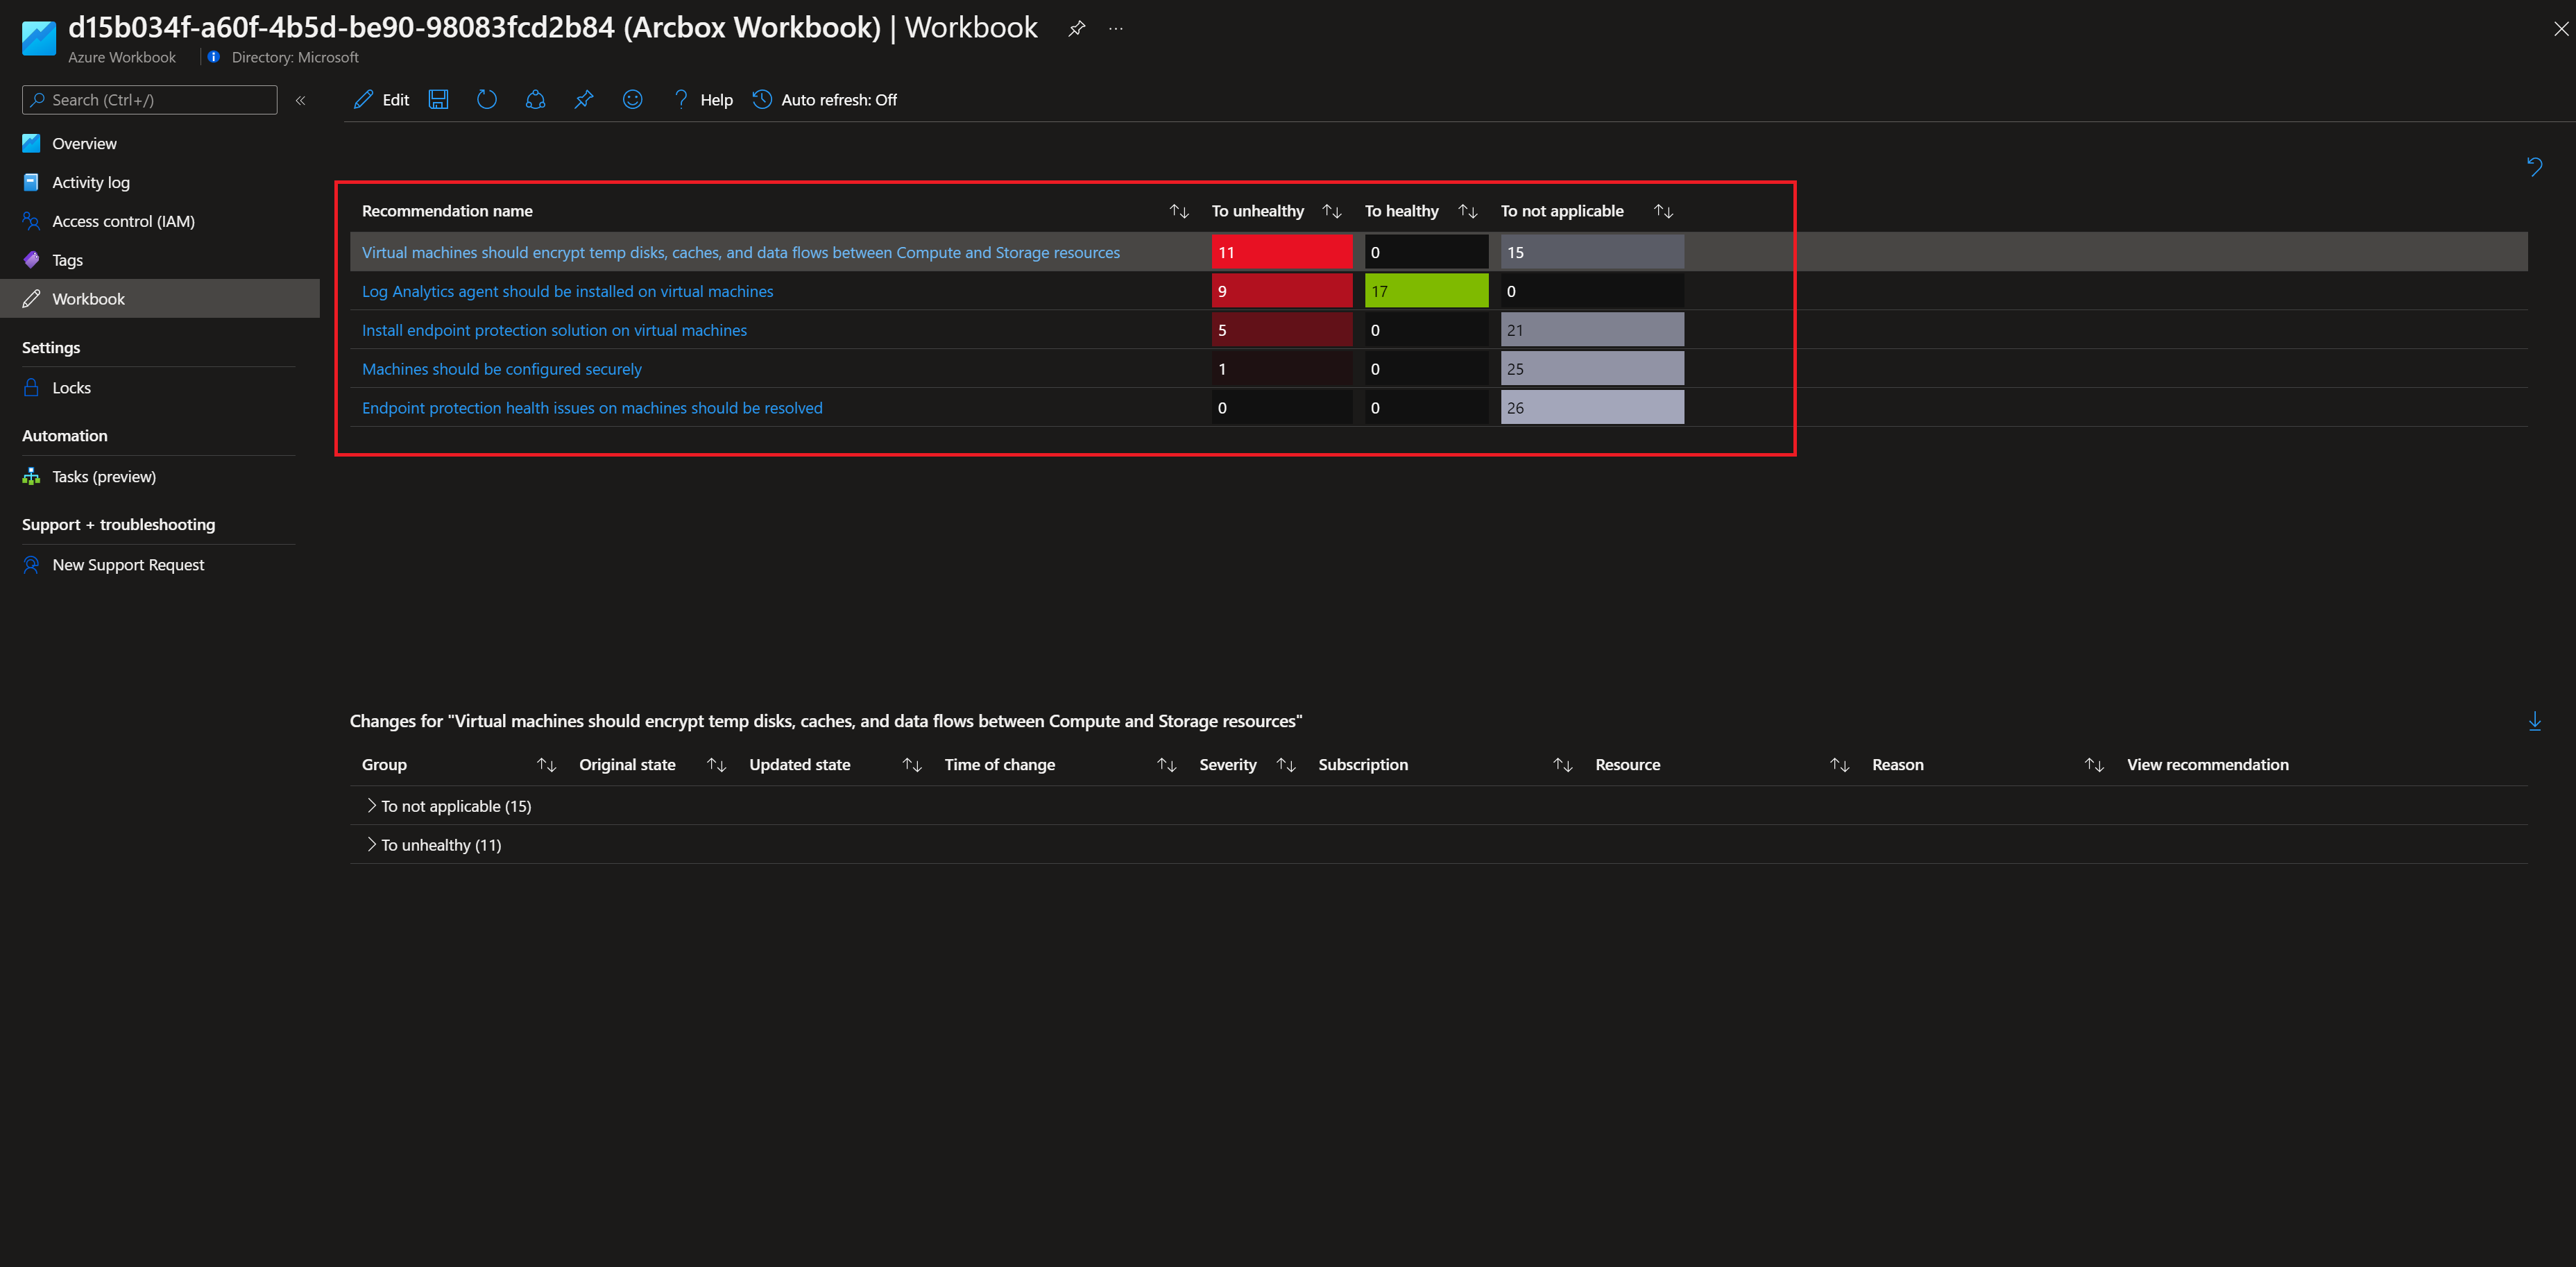 d15b034f-a60f-4b5d-be90-98083fcd2b84 (Arcbox Workbook) | Workbook
Azure Workbook Directory: Microsoft
Search (Ctrl+/)
Edit Help Auto refresh: Off
Overview
Activity log
Access control (IAM)
Tags
Workbook
Settings
Locks
Automation
Tasks (preview)
Support + troubleshooting
New Support Request
Recommendation name To unhealthy To healthy To not applicable
Virtual machines should encrypt temp disks, caches, and data flows between Compute and Storage resources 11 0 15
Log Analytics agent should be installed on virtual machines 9 17 0
Install endpoint protection solution on virtual machines 5 0 21
Machines should be configured securely 1 0 25
Endpoint protection health issues on machines should be resolved 0 0 26
Changes for "Virtual machines should encrypt temp disks, caches, and data flows between Compute and Storage resources"
Group Original state Updated state Time of change Severity Subscription Resource Reason View recommendation
To not applicable (15)
To unhealthy (11)